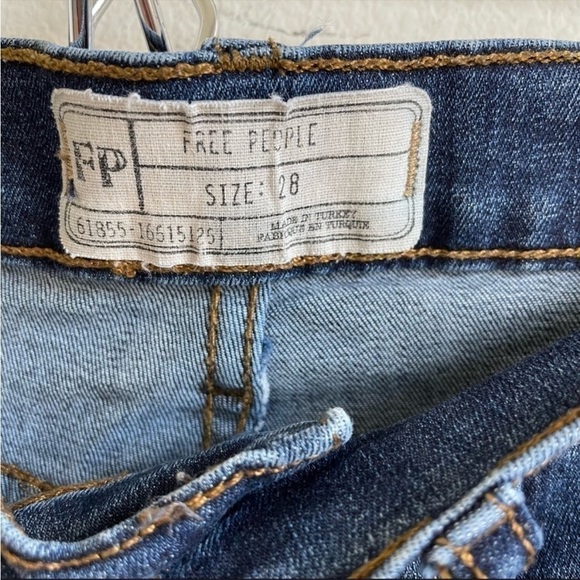 FP
FREE PEOPLE
SIZE: 28
61855-16615125
MADE IN TURKEY
FABRIQUE EN TURQUIE